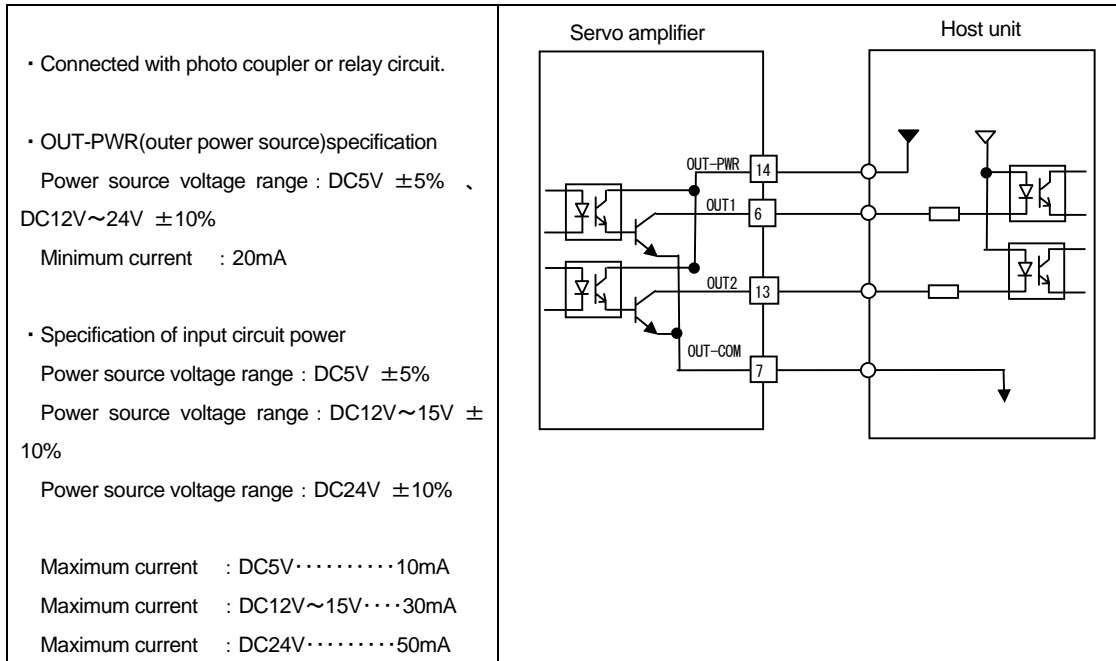 ・Connected with photo coupler or relay circuit.
・OUT-PWR(outer power source)specification
Power source voltage range：DC5V ±5% 、
DC12V～24V ±10%
Minimum current ：20mA
・Specification of input circuit power
Power source voltage range：DC5V ±5%
Power source voltage range：DC12V～15V ±
10%
Power source voltage range：DC24V ±10%
Maximum current ：DC5V・・・・・・・・・・10mA
Maximum current ：DC12V～15V・・・・30mA
Maximum current ：DC24V・・・・・・・・・50mA
Servo amplifier
Host unit
OUT-PWR
14
OUT1
6
OUT2
13
OUT-COM
7